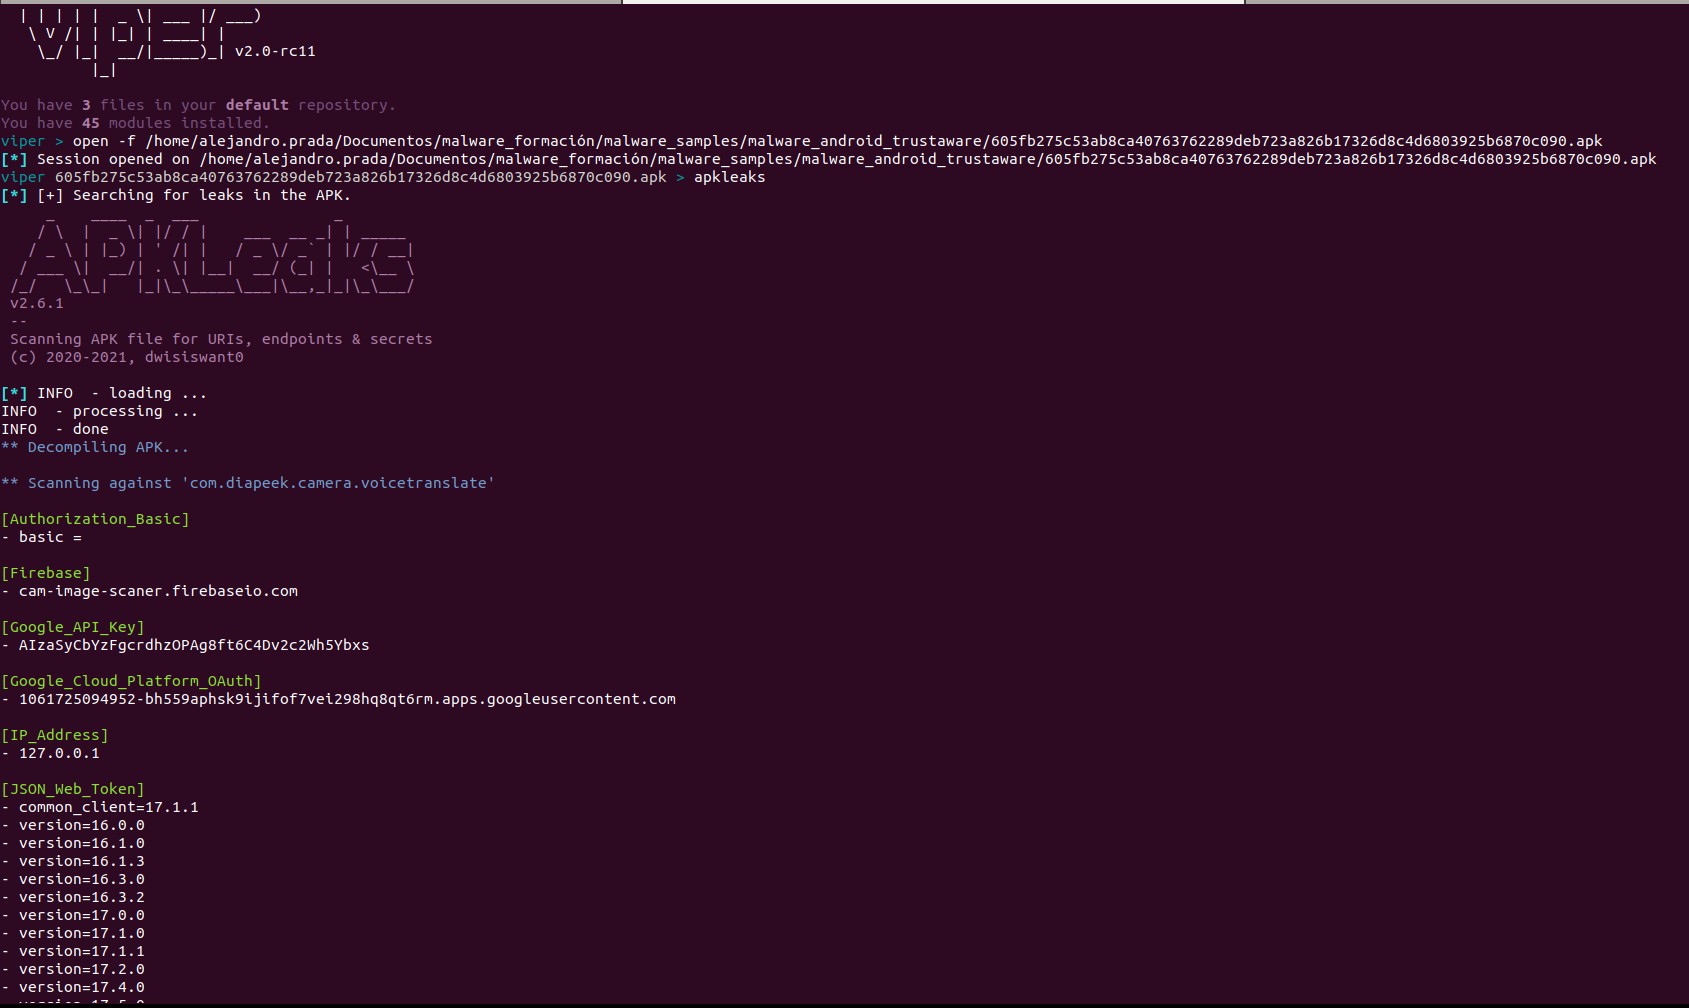 v2.0-rc11
You have 3 files in your default repository.
You have 45 modules installed.
viper > open -f /home/alejandro.prada/Documentos/malware_formación/malware_samples/malware_android_trustaware/605fb275c53ab8ca40763762289deb723a826b17326d8c4d6803925b6870c090.apk
[*] Session opened on /home/alejandro.prada/Documentos/malware_formación/malware_samples/malware_android_trustaware/605fb275c53ab8ca40763762289deb723a826b17326d8c4d6803925b6870c090.apk
viper 605fb275c53ab8ca40763762289deb723a826b17326d8c4d6803925b6870c090.apk > apkleaks
[*] [+] Searching for leaks in the APK.
APKLeaks
v2.6.1
--
Scanning APK file for URIs, endpoints & secrets
(c) 2020-2021, dwisiswant0
[*] INFO  - loading ...
INFO  - processing ...
INFO  - done
** Decompiling APK...
** Scanning against 'com.diapeek.camera.voicetranslate'
[Authorization_Basic]
- basic =
[Firebase]
- cam-image-scaner.firebaseio.com
[Google_API_Key]
- AIzaSyCbYzFgcrdhzOPAg8ft6C4Dv2c2Wh5Ybxs
[Google_Cloud_Platform_OAuth]
- 1061725094952-bh559aphsk9ijifof7vei298hq8qt6rm.apps.googleusercontent.com
[IP_Address]
- 127.0.0.1
[JSON_Web_Token]
- common_client=17.1.1
- version=16.0.0
- version=16.1.0
- version=16.1.3
- version=16.3.0
- version=16.3.2
- version=17.0.0
- version=17.1.0
- version=17.1.1
- version=17.2.0
- version=17.4.0